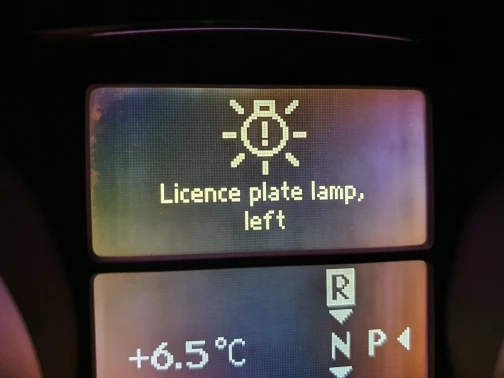 Licence plate lamp,
left
R
+6.5°C
N P